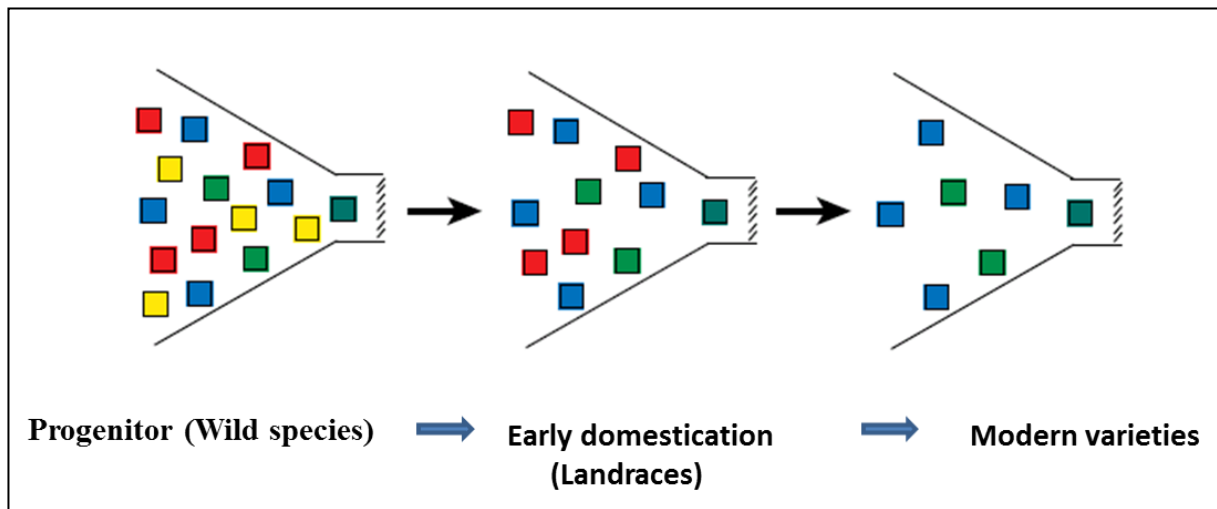 Progenitor (Wild species)
Early domestication
(Landraces)
Modern varieties